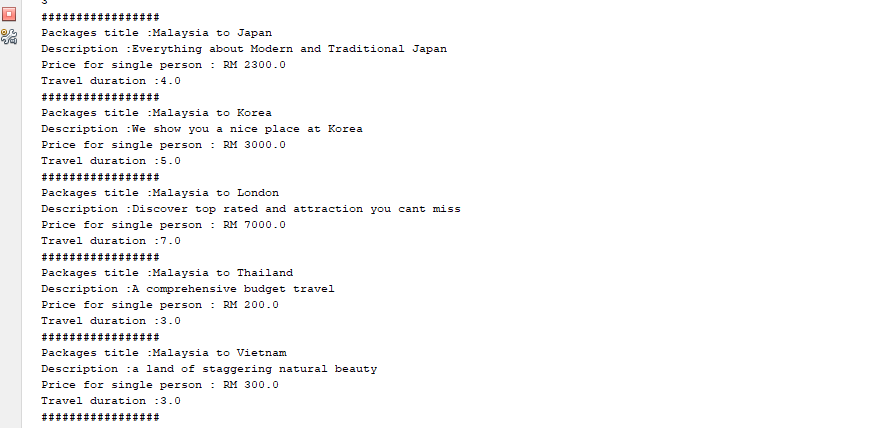 3
#################
Packages title :Malaysia to Japan
Description :Everything about Modern and Traditional Japan
Price for single person : RM 2300.0
Travel duration :4.0
#################
Packages title :Malaysia to Korea
Description :We show you a nice place at Korea
Price for single person : RM 3000.0
Travel duration :5.0
#################
Packages title :Malaysia to London
Description :Discover top rated and attraction you cant miss
Price for single person : RM 7000.0
Travel duration :7.0
#################
Packages title :Malaysia to Thailand
Description :A comprehensive budget travel
Price for single person : RM 200.0
Travel duration :3.0
#################
Packages title :Malaysia to Vietnam
Description :a land of staggering natural beauty
Price for single person : RM 300.0
Travel duration :3.0
#################